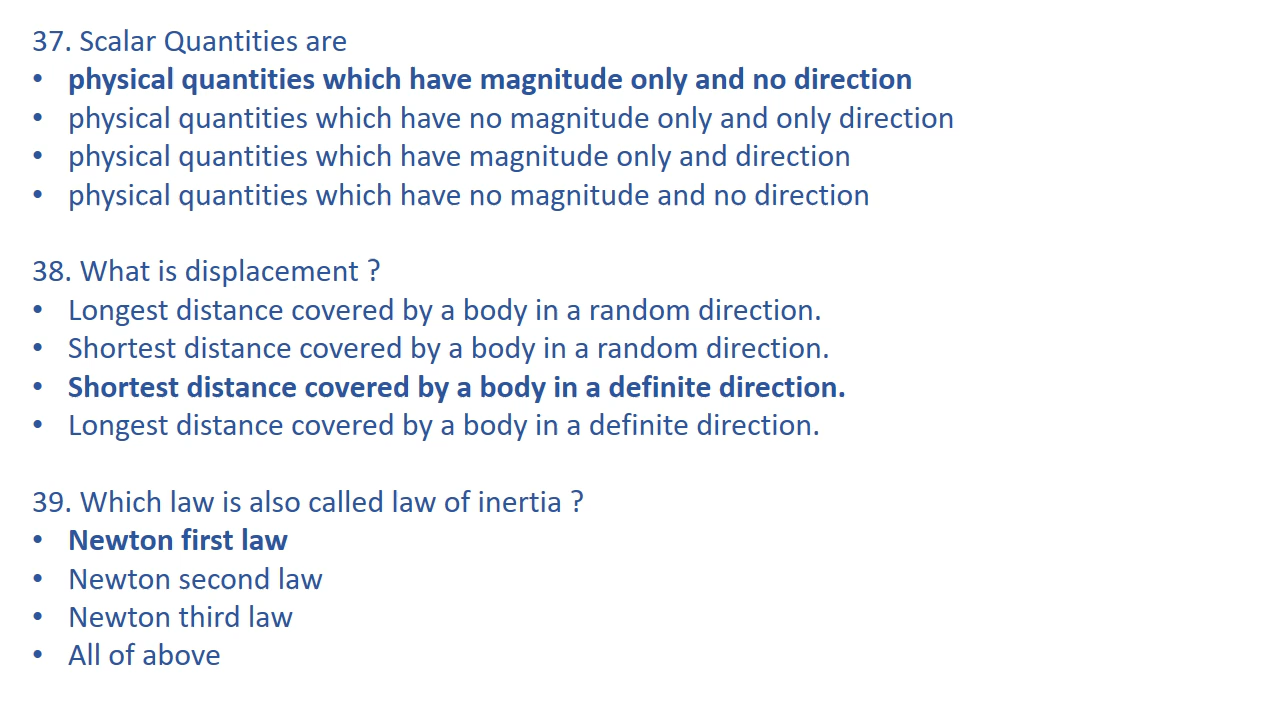 37. Scalar Quantities are
• physical quantities which have magnitude only and no direction
• physical quantities which have no magnitude only and only direction
• physical quantities which have magnitude only and direction
• physical quantities which have no magnitude and no direction
38. What is displacement ?
• Longest distance covered by a body in a random direction.
• Shortest distance covered by a body in a random direction.
• Shortest distance covered by a body in a definite direction.
• Longest distance covered by a body in a definite direction.
39. Which law is also called law of inertia ?
• Newton first law
• Newton second law
• Newton third law
• All of above